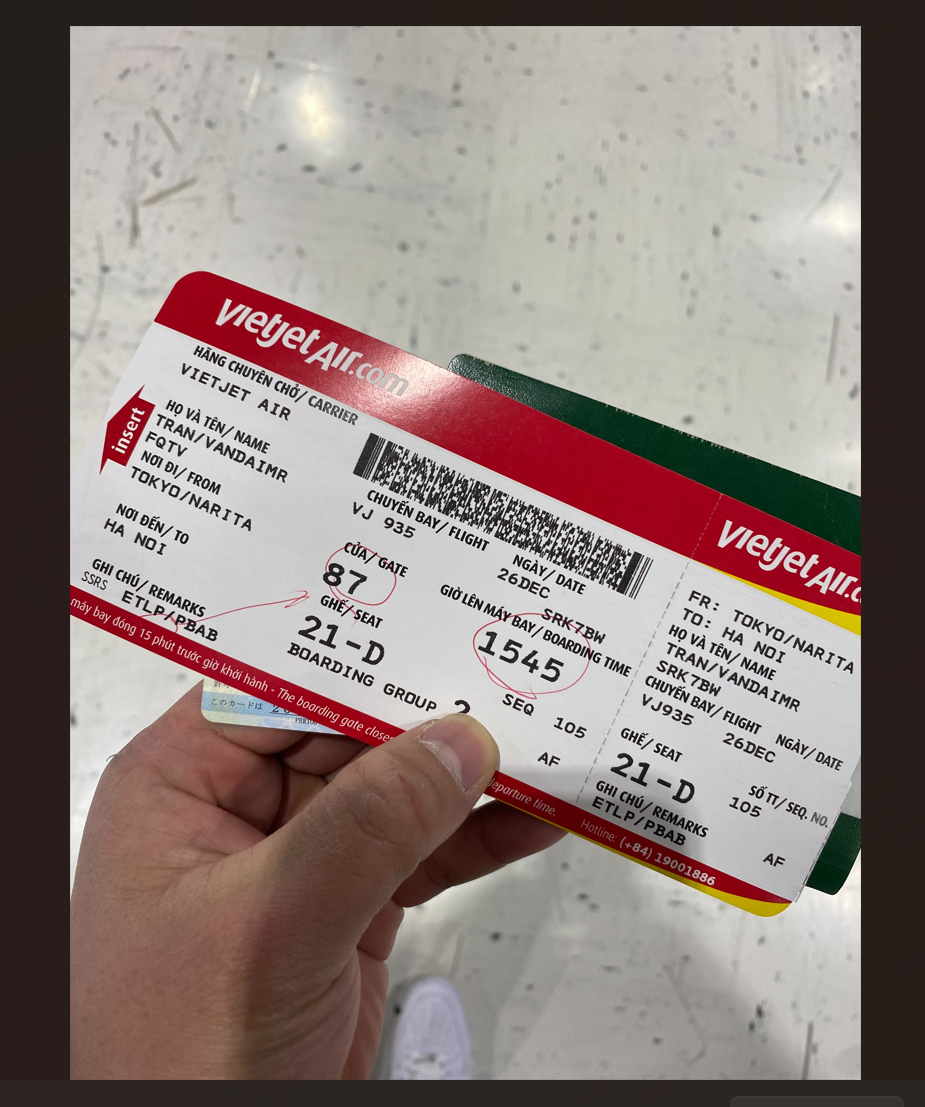 vietjetAir.com
HÃNG CHUYÊN CHỞ/ CARRIER
VIETJET AIR
insert
HỌ VÀ TÊN/ NAME
TRAN/VANDAIMR
FQTV
NƠI ĐI/ FROM
TOKYO/NARITA
NƠI ĐẾN/ TO
HA NOI
GHI CHÚ/ REMARKS
SSRS ETLP/PBAB
CHUYẾN BAY/ FLIGHT
VJ 935
NGÀY/ DATE
26DEC
SRK7BW
CỬA/ GATE
87
GIỜ LÊN MÁY BAY/ BOARDING TIME
1545
GHẾ/SEAT
21-D
BOARDING GROUP 2
SEQ 105
AF
máy bay đóng 15 phút trước giờ khởi hành - The boarding gate closes
departure time.
Hotline: (+84) 19001886
vietjetAir.c
FR: TOKYO/NARITA
TO: HA NOI
HỌ VÀ TÊN/ NAME
TRAN/VANDAIMR
SRK7BW
CHUYẾN BAY/ FLIGHT NGÀY/ DATE
VJ935 26DEC
GHẾ/ SEAT SỐ TT/ SEQ. NO.
21-D 105
GHI CHÚ/ REMARKS
ETLP/PBAB
AF
このカードは